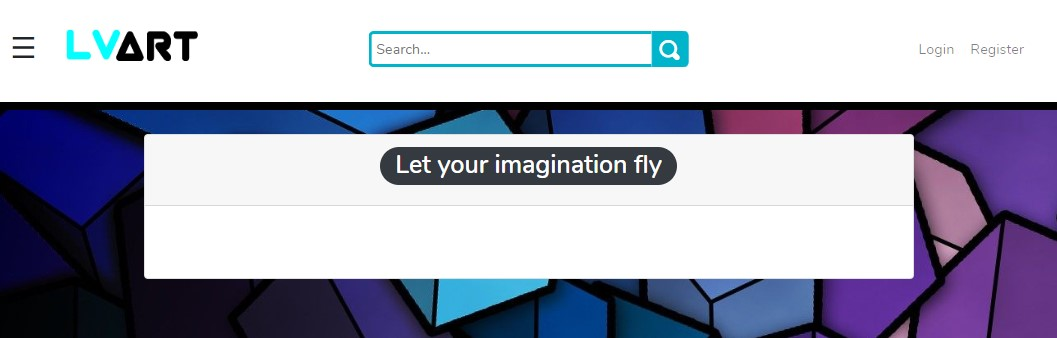 LVART
Search...
Login
Register
Let your imagination fly